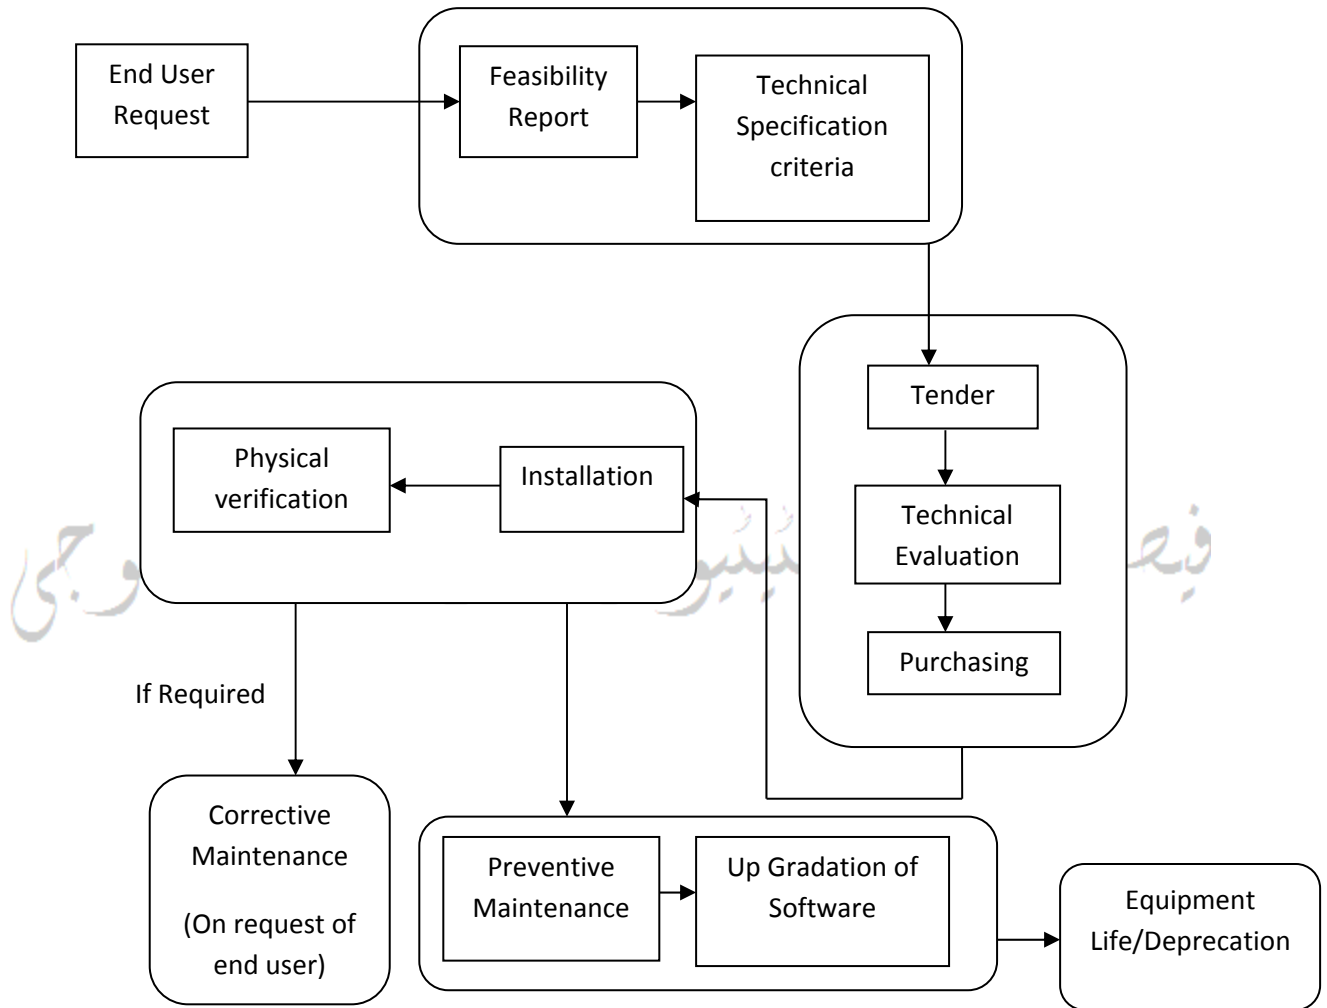 End User
Request
Feasibility
Report
Technical
Specification
criteria
Tender
Technical
Evaluation
Purchasing
Installation
Physical
verification
If Required
Corrective
Maintenance
(On request of
end user)
Preventive
Maintenance
Up Gradation of
Software
Equipment
Life/Deprecation